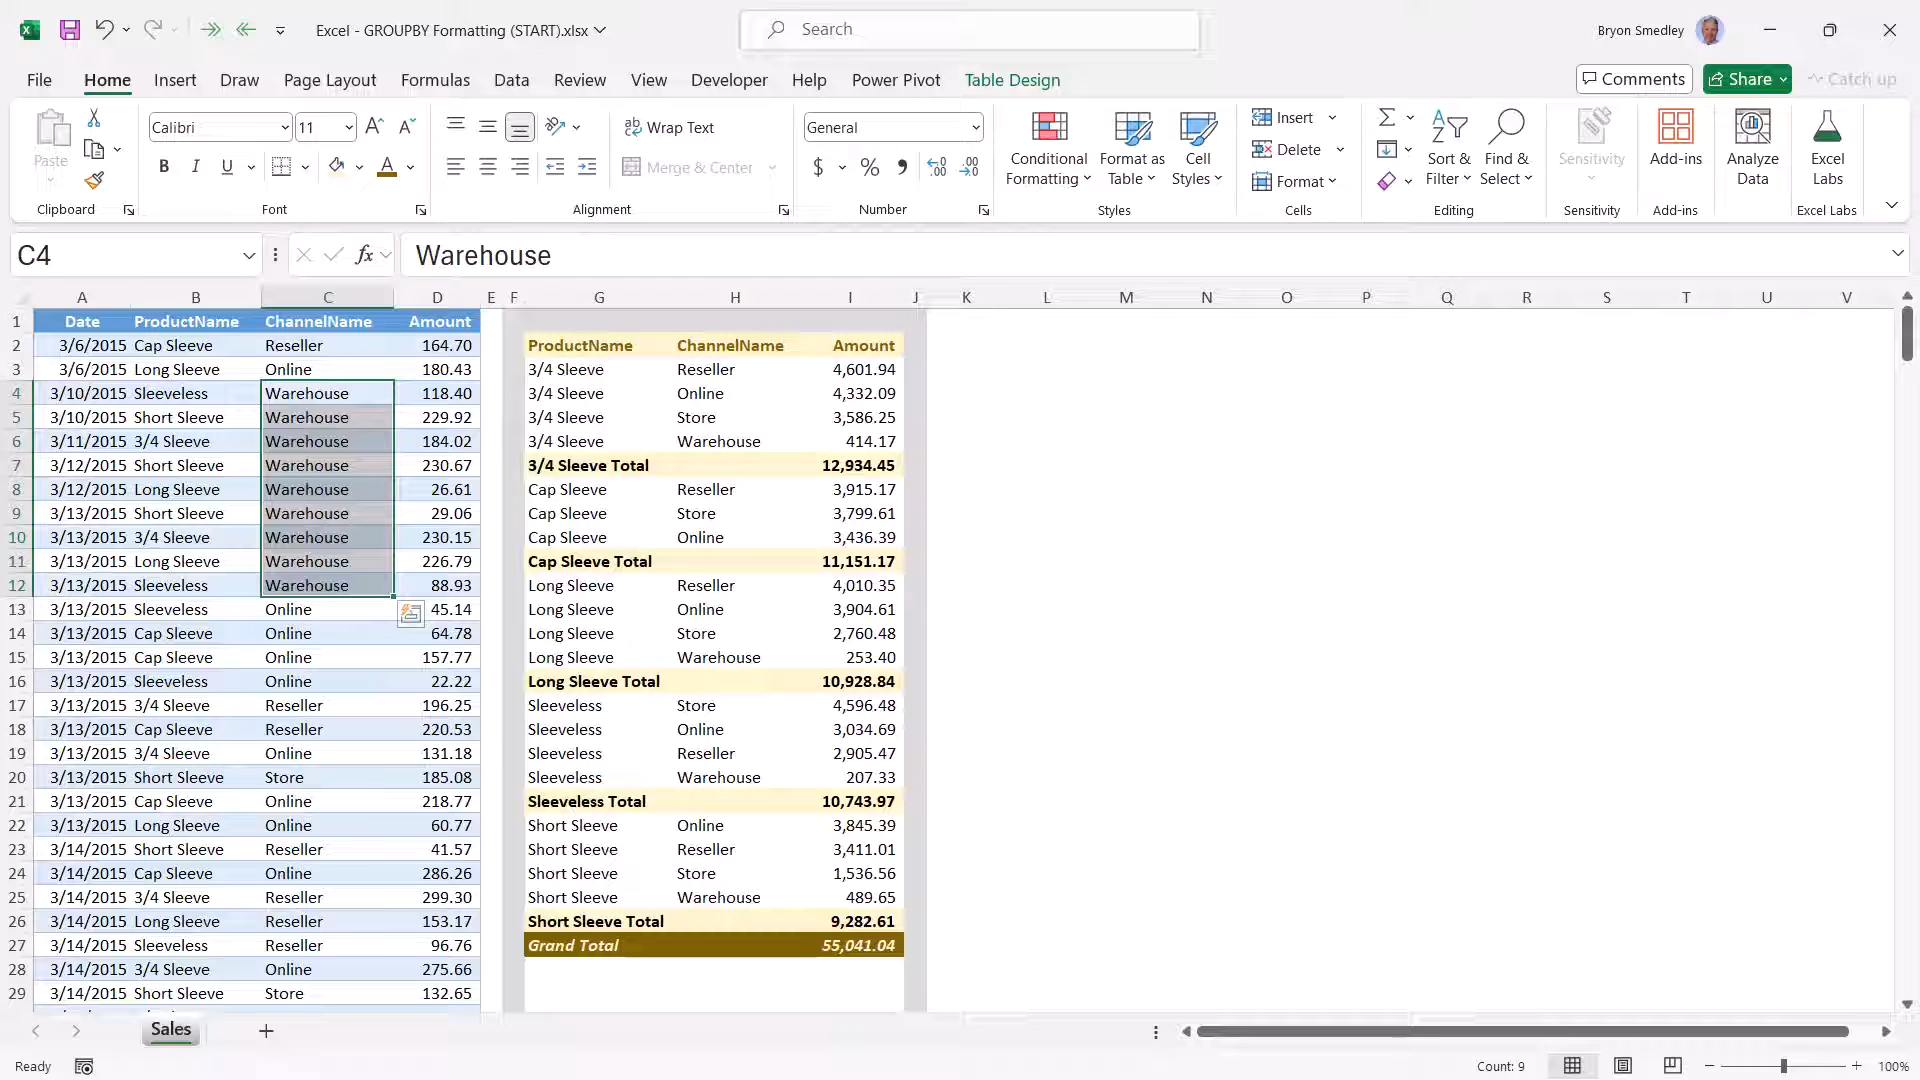 Excel - GROUPBY Formatting (START).xlsx
Search
Bryon Smedley
File Home Insert Draw Page Layout Formulas Data Review View Developer Help Power Pivot Table Design
Comments Share Catch up
Paste
Calibri 11
B I U
Wrap Text
Merge & Center
General
$ % ,
Conditional Formatting
Format as Table
Cell Styles
Insert
Delete
Format
Sort & Filter
Find & Select
Sensitivity
Add-ins
Analyze Data
Excel Labs
Clipboard Font Alignment Number Styles Cells Editing Sensitivity Add-ins Excel Labs
C4 fx Warehouse
A B C D E F G H I J K L M N O P Q R S T U V
1 Date ProductName ChannelName Amount
2 3/6/2015 Cap Sleeve Reseller 164.70 ProductName ChannelName Amount
3 3/6/2015 Long Sleeve Online 180.43 3/4 Sleeve Reseller 4,601.94
4 3/10/2015 Sleeveless Warehouse 118.40 3/4 Sleeve Online 4,332.09
5 3/10/2015 Short Sleeve Warehouse 229.92 3/4 Sleeve Store 3,586.25
6 3/11/2015 3/4 Sleeve Warehouse 184.02 3/4 Sleeve Warehouse 414.17
7 3/12/2015 Short Sleeve Warehouse 230.67 3/4 Sleeve Total 12,934.45
8 3/12/2015 Long Sleeve Warehouse 26.61 Cap Sleeve Reseller 3,915.17
9 3/13/2015 Short Sleeve Warehouse 29.06 Cap Sleeve Store 3,799.61
10 3/13/2015 3/4 Sleeve Warehouse 230.15 Cap Sleeve Online 3,436.39
11 3/13/2015 Long Sleeve Warehouse 226.79 Cap Sleeve Total 11,151.17
12 3/13/2015 Sleeveless Warehouse 88.93 Long Sleeve Reseller 4,010.35
13 3/13/2015 Sleeveless Online 45.14 Long Sleeve Online 3,904.61
14 3/13/2015 Cap Sleeve Online 64.78 Long Sleeve Store 2,760.48
15 3/13/2015 Cap Sleeve Online 157.77 Long Sleeve Warehouse 253.40
16 3/13/2015 Sleeveless Online 22.22 Long Sleeve Total 10,928.84
17 3/13/2015 3/4 Sleeve Reseller 196.25 Sleeveless Store 4,596.48
18 3/13/2015 Cap Sleeve Reseller 220.53 Sleeveless Online 3,034.69
19 3/13/2015 3/4 Sleeve Online 131.18 Sleeveless Reseller 2,905.47
20 3/13/2015 Short Sleeve Store 185.08 Sleeveless Warehouse 207.33
21 3/13/2015 Cap Sleeve Online 218.77 Sleeveless Total 10,743.97
22 3/13/2015 Long Sleeve Online 60.77 Short Sleeve Online 3,845.39
23 3/14/2015 Short Sleeve Reseller 41.57 Short Sleeve Reseller 3,411.01
24 3/14/2015 Cap Sleeve Online 286.26 Short Sleeve Store 1,536.56
25 3/14/2015 3/4 Sleeve Reseller 299.30 Short Sleeve Warehouse 489.65
26 3/14/2015 Long Sleeve Reseller 153.17 Short Sleeve Total 9,282.61
27 3/14/2015 Sleeveless Reseller 96.76 Grand Total 55,041.04
28 3/14/2015 3/4 Sleeve Online 275.66
29 3/14/2015 Short Sleeve Store 132.65
Sales
Ready Count: 9 100%